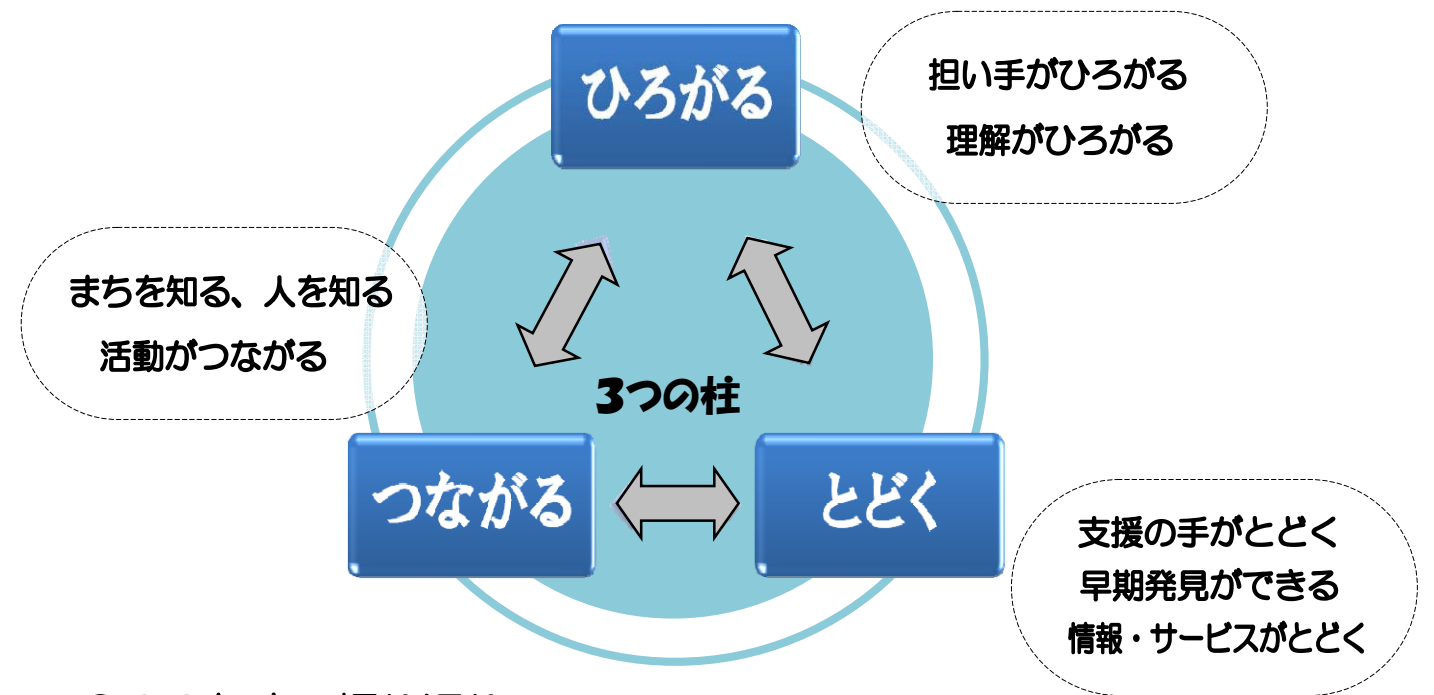 ひろがる
担い手がひろがる
理解がひろがる
まちを知る、人を知る
活動がつながる
3つの柱
つながる
とどく
支援の手がとどく
早期発見ができる
情報・サービスがとどく